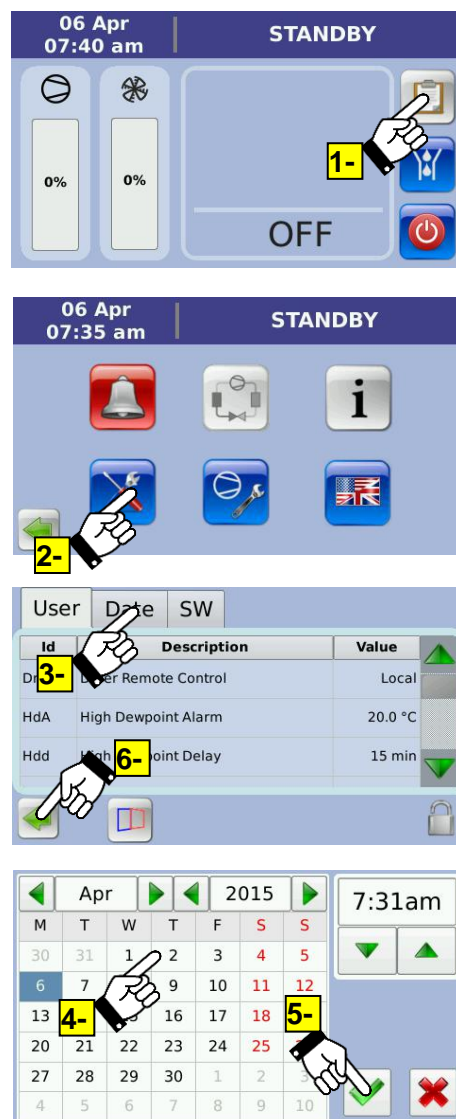 06 Apr
07:40 am
STANDBY
0%
0%
1-
OFF
06 Apr
07:35 am
STANDBY
i
2-
User Date SW
Id Description Value
3-
Remote Control Local
HdA High Dewpoint Alarm 20.0 °C
Hdd High 6- Delay 15 min
Apr 2015 7:31am
M T W T F S S
30 31 1 2 3 4 5
6 7 9 10 11 12
13 4- 16 17 18 5-
20 21 22 23 24 25
27 28 29 30 1 2 3
4 5 6 7 8 9 10